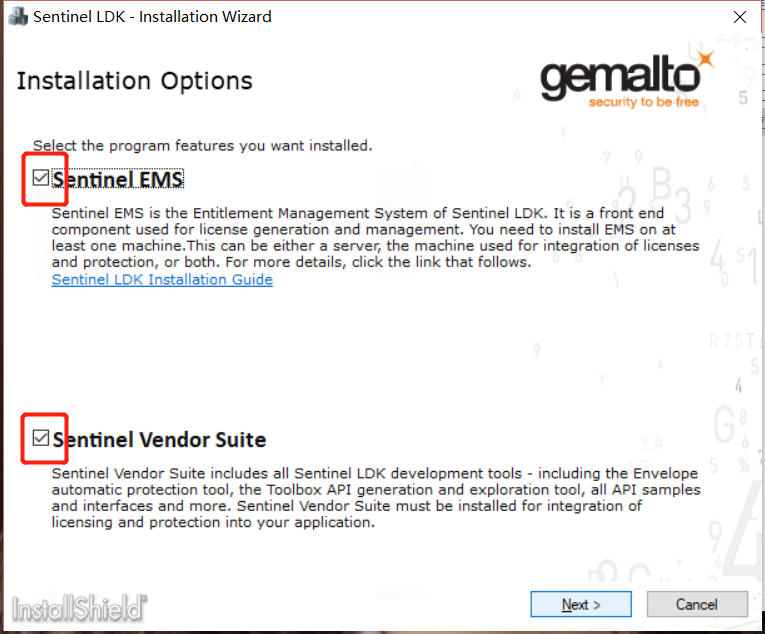 Sentinel LDK - Installation Wizard
Installation Options
gemalto
security to be free
Select the program features you want installed.
Sentinel EMS
Sentinel EMS is the Entitlement Management System of Sentinel LDK. It is a front end
component used for license generation and management. You need to install EMS on at
least one machine.This can be either a server, the machine used for integration of licenses
and protection, or both. For more details, click the link that follows.
Sentinel LDK Installation Guide
Sentinel Vendor Suite
Sentinel Vendor Suite includes all Sentinel LDK development tools - including the Envelope
automatic protection tool, the Toolbox API generation and exploration tool, all API samples
and interfaces and more. Sentinel Vendor Suite must be installed for integration of
licensing and protection into your application.
InstallShield
Next >
Cancel